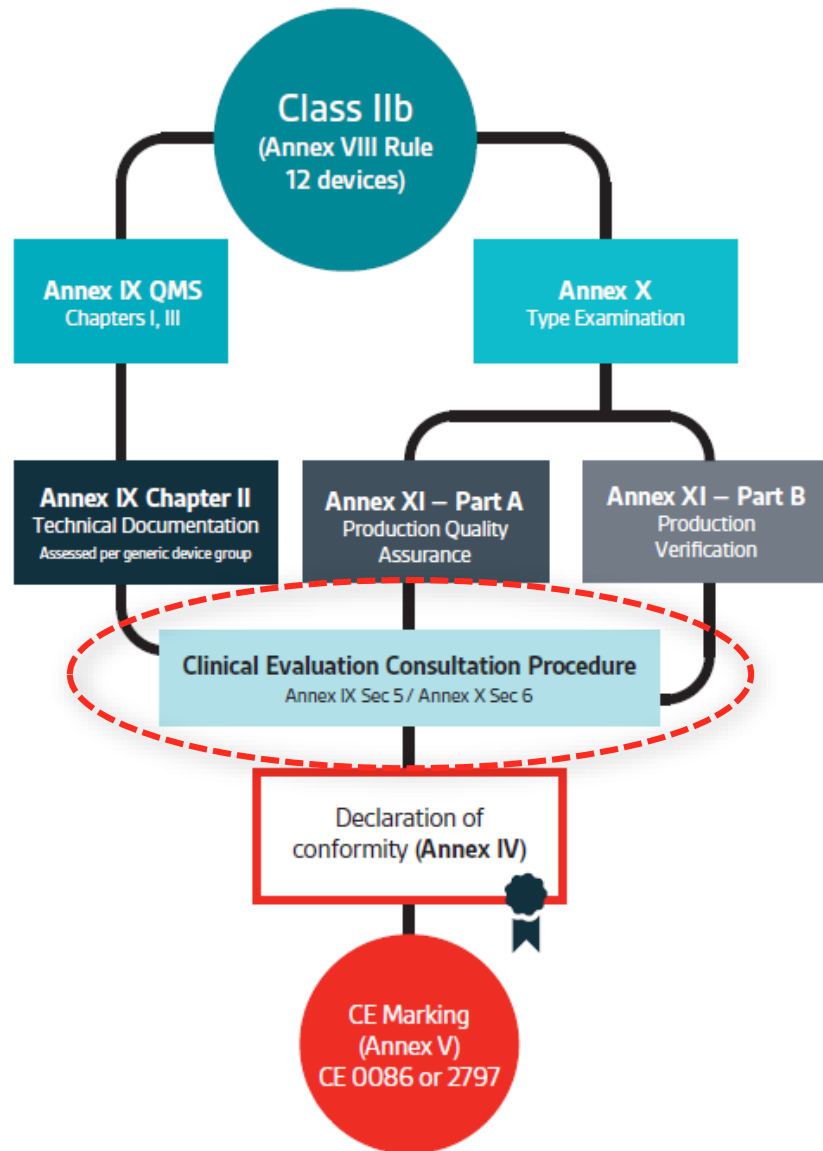 Class IIb
(Annex VIII Rule
12 devices)
Annex IX QMS
Chapters I, III
Annex X
Type Examination
Annex IX Chapter II
Technical Documentation
Assessed per generic device group
Annex XI – Part A
Production Quality
Assurance
Annex XI – Part B
Production
Verification
Clinical Evaluation Consultation Procedure
Annex IX Sec 5 / Annex X Sec 6
Declaration of
conformity (Annex IV)
CE Marking
(Annex V)
CE 0086 or 2797